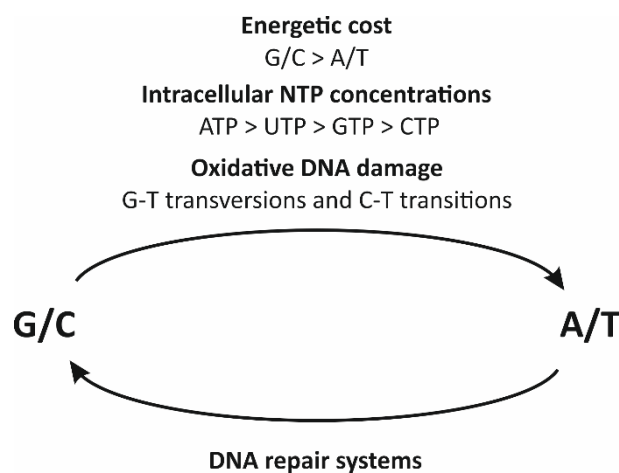 Energetic cost
G/C > A/T
Intracellular NTP concentrations
ATP > UTP > GTP > CTP
Oxidative DNA damage
G-T transversions and C-T transitions
G/C
A/T
DNA repair systems